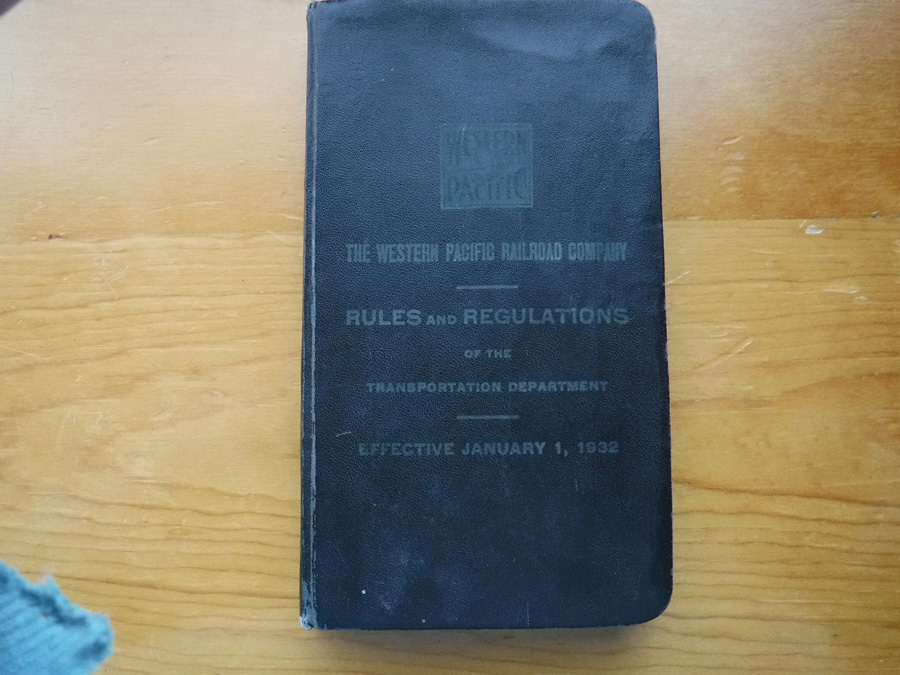 WESTERN
PACIFIC
THE WESTERN PACIFIC RAILROAD COMPANY
RULES AND REGULATIONS
OF THE
TRANSPORTATION DEPARTMENT
EFFECTIVE JANUARY 1, 1932